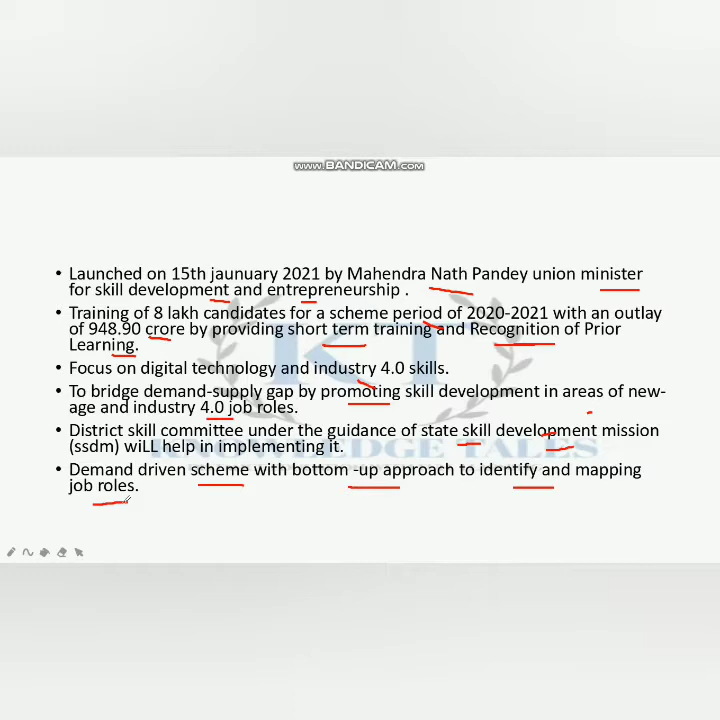 www.BANDICAM.com
• Launched on 15th jaunuary 2021 by Mahendra Nath Pandey union minister
for skill development and entrepreneurship .
• Training of 8 lakh candidates for a scheme period of 2020-2021 with an outlay
of 948.90 crore by providing short term training and Recognition of Prior
Learning.
• Focus on digital technology and industry 4.0 skills.
• To bridge demand-supply gap by promoting skill development in areas of new-
age and industry 4.0 job roles.
• District skill committee under the guidance of state skill development mission
(ssdm) wiLL help in implementing it.
KNOWLEDGE TALES
• Demand driven scheme with bottom -up approach to identify and mapping
job roles.
KT